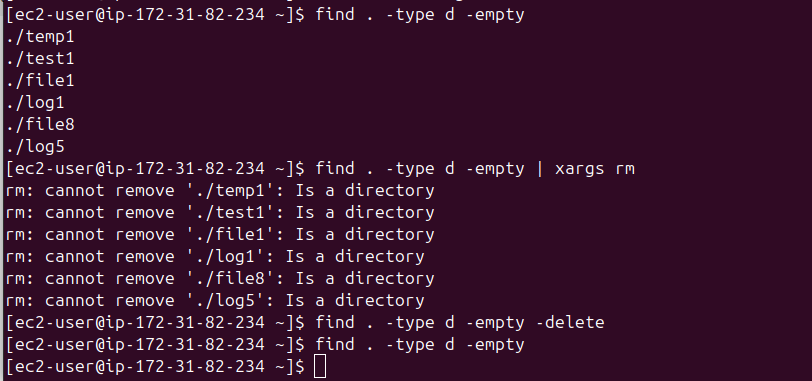 [ec2-user@ip-172-31-82-234 ~]$ find . -type d -empty
./temp1
./test1
./file1
./log1
./file8
./log5
[ec2-user@ip-172-31-82-234 ~]$ find . -type d -empty | xargs rm
rm: cannot remove './temp1': Is a directory
rm: cannot remove './test1': Is a directory
rm: cannot remove './file1': Is a directory
rm: cannot remove './log1': Is a directory
rm: cannot remove './file8': Is a directory
rm: cannot remove './log5': Is a directory
[ec2-user@ip-172-31-82-234 ~]$ find . -type d -empty -delete
[ec2-user@ip-172-31-82-234 ~]$ find . -type d -empty
[ec2-user@ip-172-31-82-234 ~]$